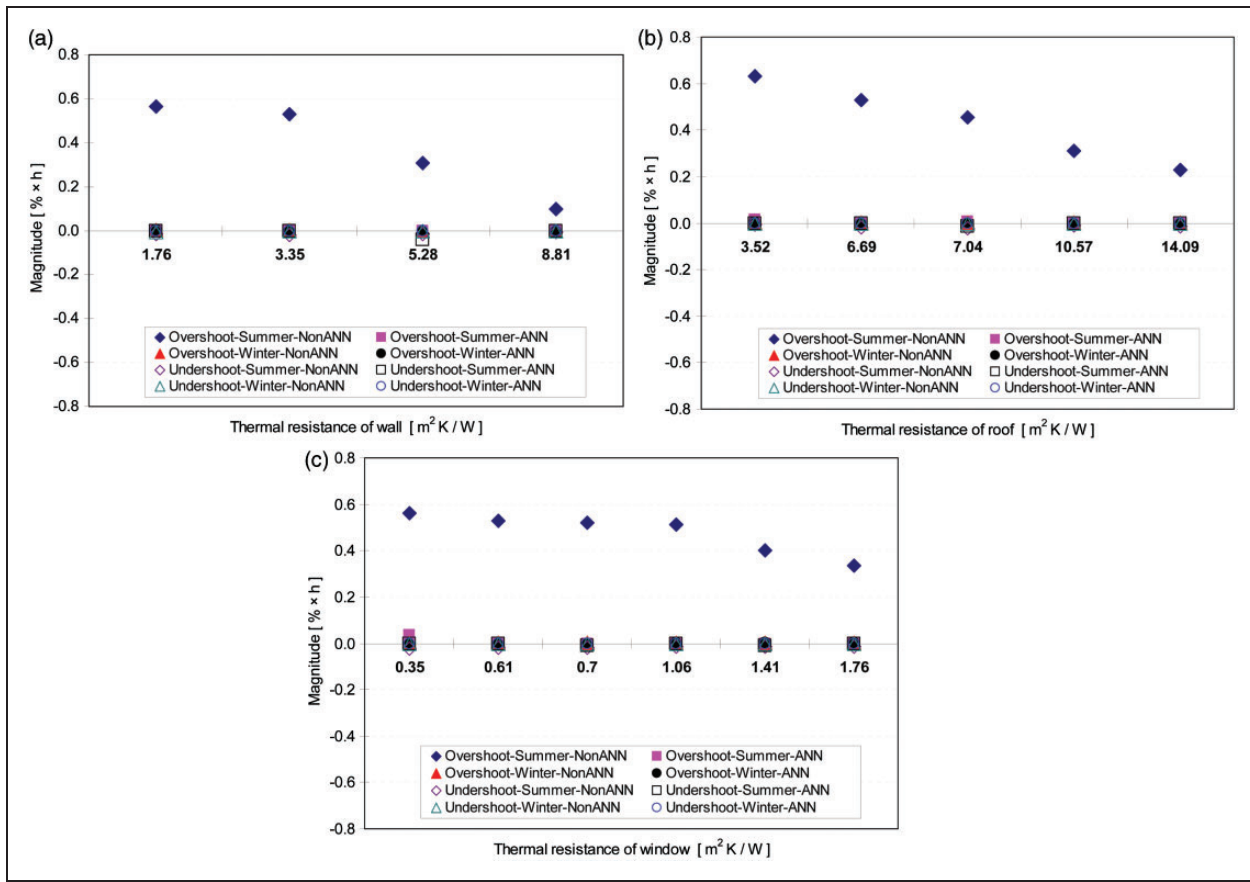 (a)
0.8
0.6
0.4
0.2
0.0
-0.2
-0.4
-0.6
-0.8
Magnitude [ % × h ]
1.76 3.35 5.28 8.81
Overshoot-Summer-NonANN Overshoot-Summer-ANN
Overshoot-Winter-NonANN Overshoot-Winter-ANN
Undershoot-Summer-NonANN Undershoot-Summer-ANN
Undershoot-Winter-NonANN Undershoot-Winter-ANN
Thermal resistance of wall [ m² K / W ]
(b)
0.8
0.6
0.4
0.2
0.0
-0.2
-0.4
-0.6
-0.8
Magnitude [ % × h ]
3.52 6.69 7.04 10.57 14.09
Overshoot-Summer-NonANN Overshoot-Summer-ANN
Overshoot-Winter-NonANN Overshoot-Winter-ANN
Undershoot-Summer-NonANN Undershoot-Summer-ANN
Undershoot-Winter-NonANN Undershoot-Winter-ANN
Thermal resistance of roof [ m² K / W ]
(c)
0.8
0.6
0.4
0.2
0.0
-0.2
-0.4
-0.6
-0.8
Magnitude [ % × h ]
0.35 0.61 0.7 1.06 1.41 1.76
Overshoot-Summer-NonANN Overshoot-Summer-ANN
Overshoot-Winter-NonANN Overshoot-Winter-ANN
Undershoot-Summer-NonANN Undershoot-Summer-ANN
Undershoot-Winter-NonANN Undershoot-Winter-ANN
Thermal resistance of window [ m² K / W ]